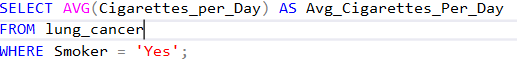 SELECT AVG(Cigarettes_per_Day) AS Avg_Cigarettes_Per_Day
FROM lung_cancer
WHERE Smoker = 'Yes';